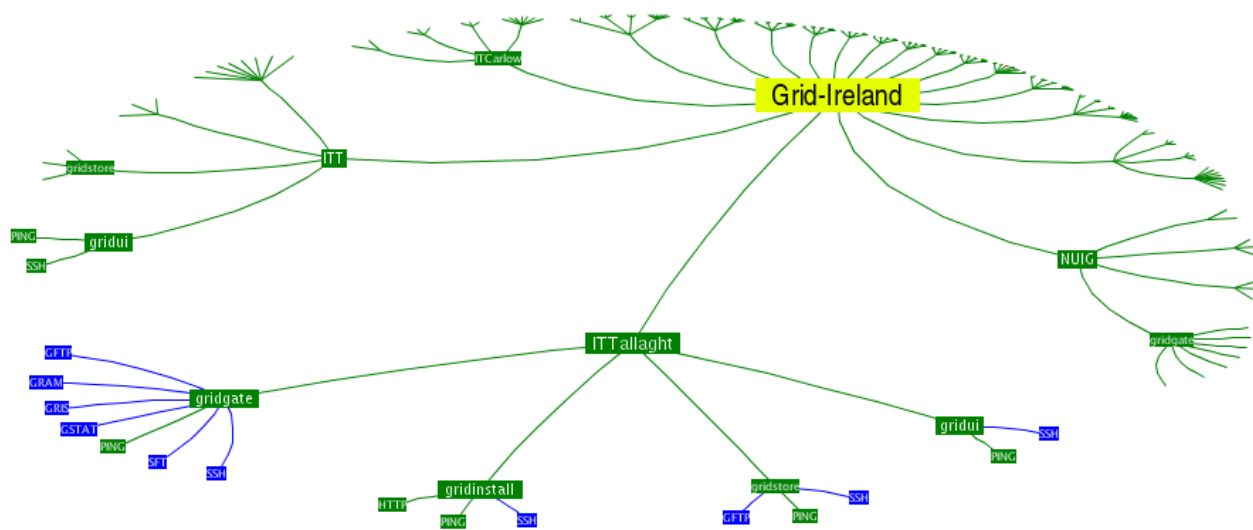 ITCarlow
Grid-Ireland
ITT
gridstore
PING
gridui
SSH
NUIG
gridgate
ITTallaght
GFTP
GRAM
gridgate
GRIS
GSTAT
PING
SFT
SSH
gridui
SSH
PING
gridinstall
HTTP
PING
SSH
gridstore
SSH
GFTP
PING